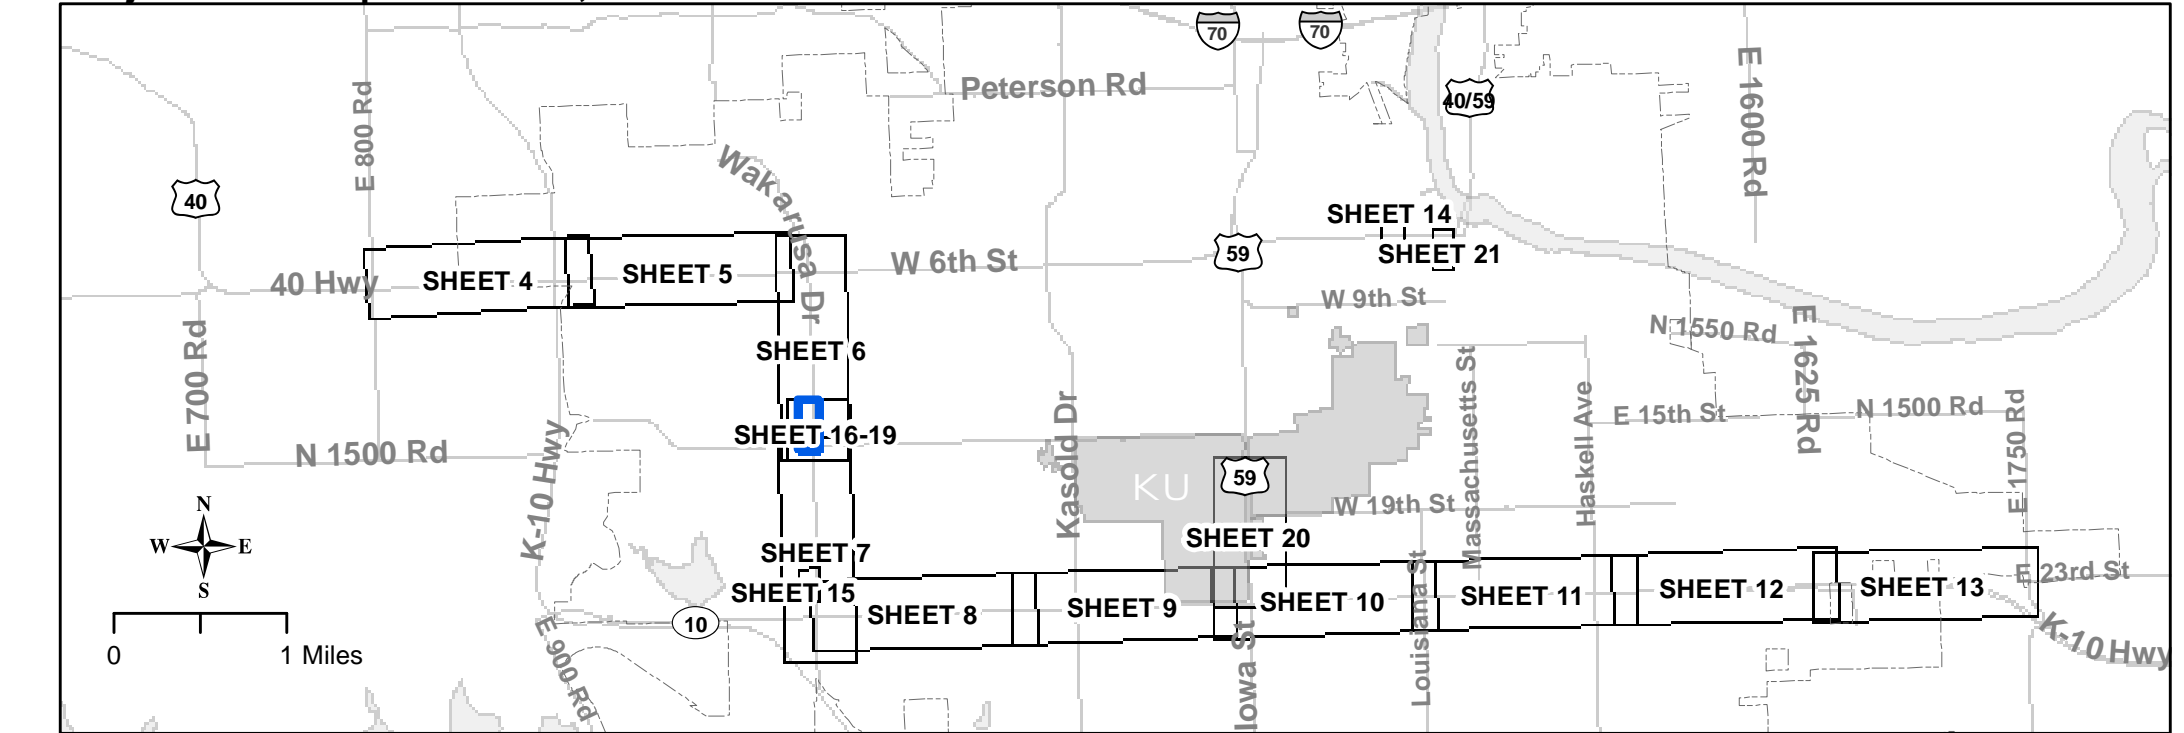 70
70
Peterson Rd
40/59
E 1600 Rd
E 800 Rd
Wakarusa Dr
40
SHEET 14
59
SHEET 21
W 6th St
SHEET 4
SHEET 5
40 Hwy
W 9th St
N 1550 Rd
E 1625 Rd
E 700 Rd
SHEET 6
Massachusetts St
Haskell Ave
Kasold Dr
E 15th St
N 1500 Rd
E 1750 Rd
SHEET 16-19
N 1500 Rd
K-10 Hwy
KU
59
W 19th St
N
W E
S
SHEET 20
SHEET 7
SHEET 15
SHEET 8
SHEET 9
SHEET 10
SHEET 11
SHEET 12
SHEET 13
E 23rd St
10
Louisiana St
Iowa St
E 900 Rd
K-10 Hwy
0 1 Miles